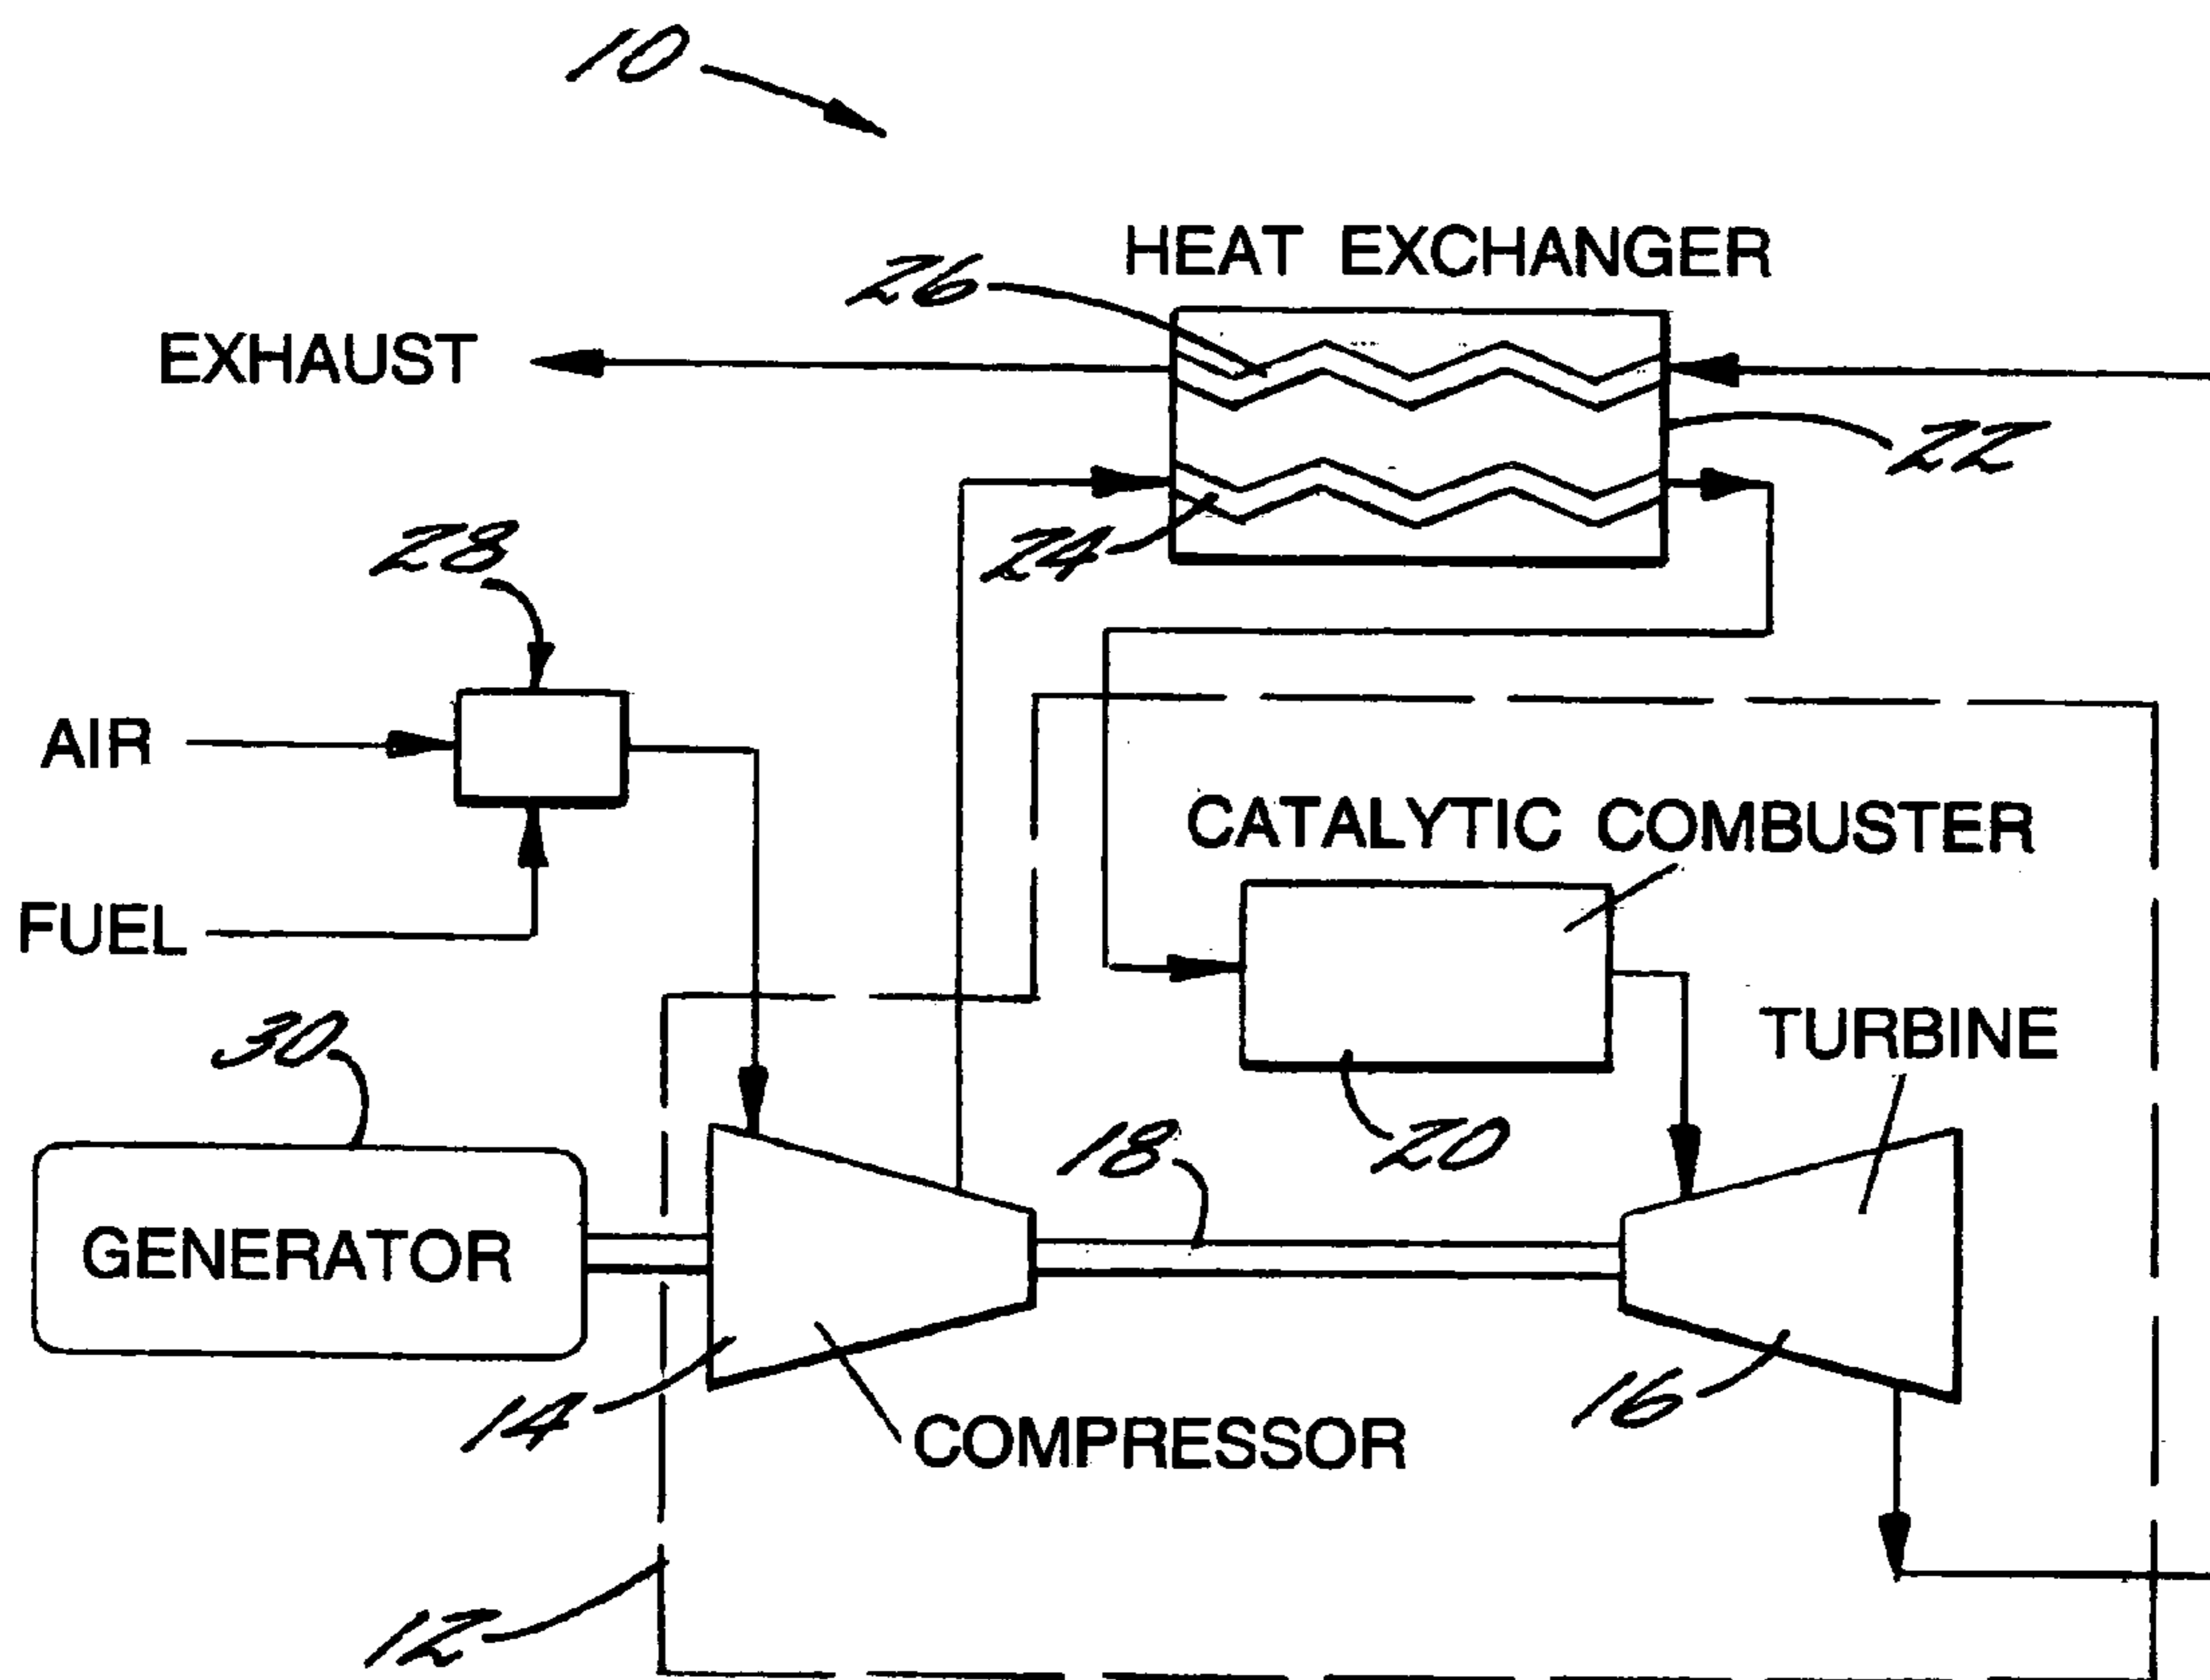 10
HEAT EXCHANGER
26
EXHAUST
22
24
28
AIR
CATALYTIC COMBUSTER
FUEL
TURBINE
30
20
18
GENERATOR
14
COMPRESSOR
16
12